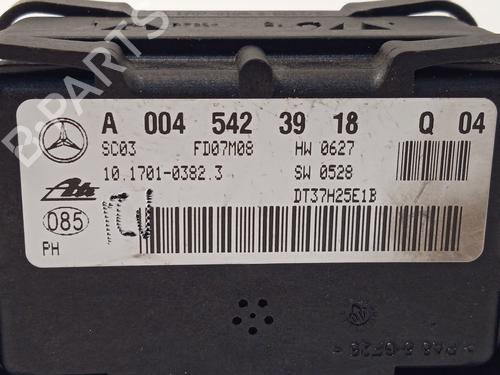 A 004 542 39 18 Q 04
SC03 FD07M08 HW 0627
10.1701-0382.3 SW 0528
Ate DT37H25E1B
085
PH
B-PARTS